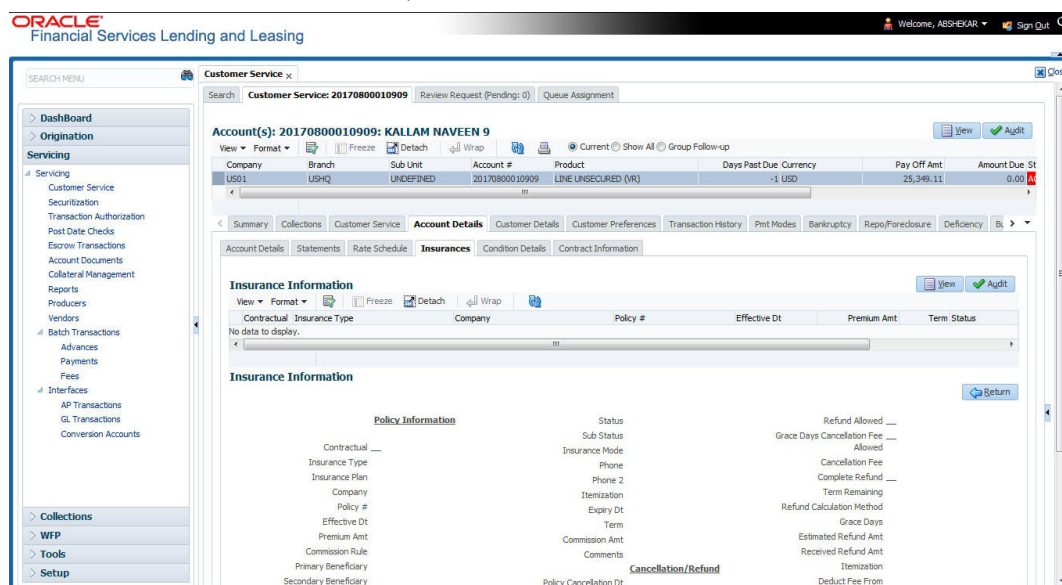 ORACLE
Financial Services Lending and Leasing
Welcome, ABSHEKAR Sign Out
SEARCH MENU
Customer Service x
Search Customer Service: 20170800010909 Review Request (Pending: 0) Queue Assignment
DashBoard
Origination
Servicing
Servicing
Customer Service
Securitization
Transaction Authorization
Post Date Checks
Escrow Transactions
Account Documents
Collateral Management
Reports
Producers
Vendors
Batch Transactions
Advances
Payments
Fees
Interfaces
AP Transactions
GL Transactions
Conversion Accounts
Collections
WFP
Tools
Setup
Account(s): 20170800010909: KALLAM NAVEEN 9
View Audit
View Format Freeze Detach Wrap Current Show All Group Follow-up
Company Branch Sub Unit Account # Product Days Past Due Currency Pay Off Amt Amount Due
US01 USHQ UNDEFINED 20170800010909 LINE UNSECURED (VR) -1 USD 25,349.11 0.00
Summary Collections Customer Service Account Details Customer Details Customer Preferences Transaction History Pmt Modes Bankruptcy Repo/Foreclosure Deficiency
Account Details Statements Rate Schedule Insurances Condition Details Contract Information
Insurance Information
View Audit
View Format Freeze Detach Wrap
Contractual Insurance Type Company Policy # Effective Dt Premium Amt Term Status
No data to display.
Insurance Information
Return
Policy Information
Contractual
Insurance Type
Insurance Plan
Company
Policy #
Effective Dt
Premium Amt
Commission Rule
Primary Beneficiary
Secondary Beneficiary
Status
Sub Status
Insurance Mode
Phone
Phone 2
Itemization
Expiry Dt
Term
Commission Amt
Comments
Cancellation/Refund
Policy Cancellation Dt
Refund Allowed
Grace Days Cancellation Fee
Allowed
Cancellation Fee
Complete Refund
Term Remaining
Refund Calculation Method
Grace Days
Estimated Refund Amt
Received Refund Amt
Itemization
Deduct Fee From